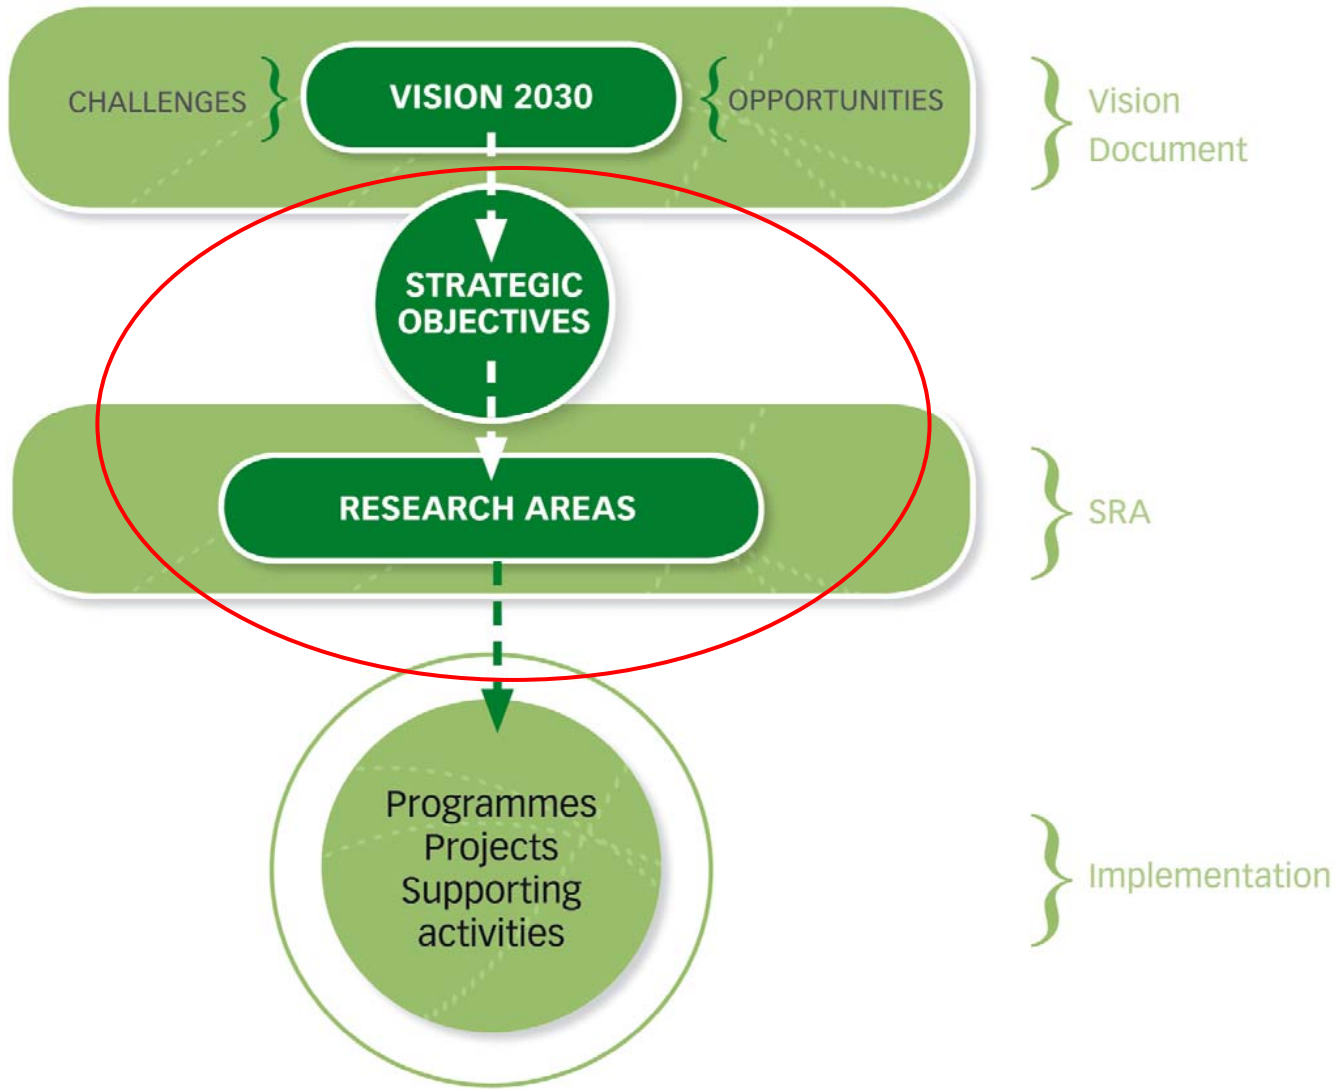 CHALLENGES
VISION 2030
OPPORTUNITIES
Vision
Document
STRATEGIC
OBJECTIVES
RESEARCH AREAS
SRA
Programmes
Projects
Supporting
activities
Implementation